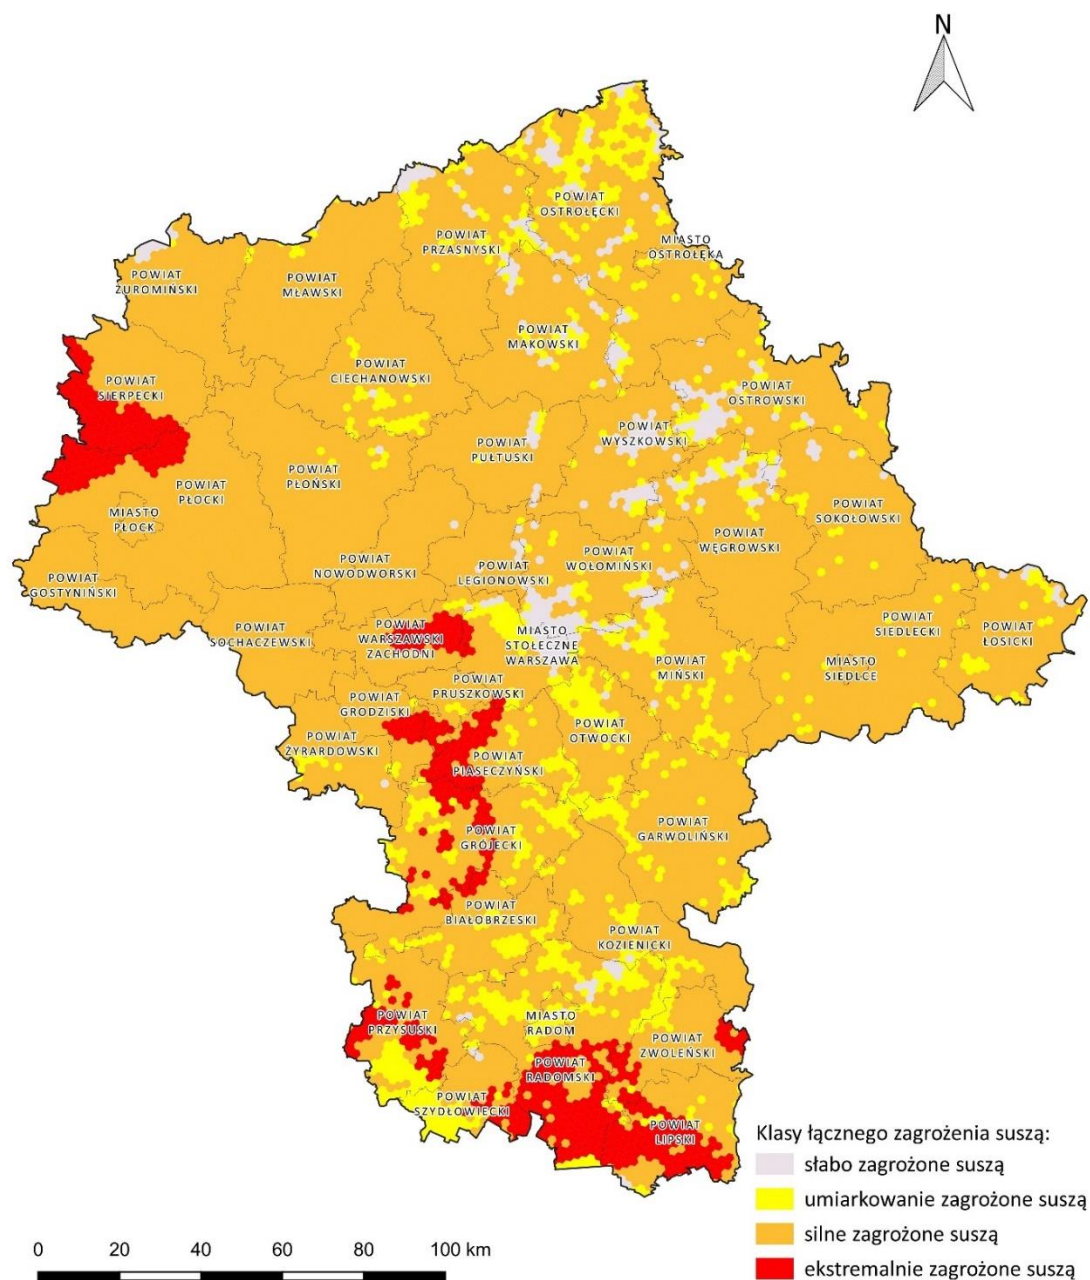 N
POWIAT
OSTROŁĘCKI
POWIAT
PRZASNYSKI
MIASTO
OSTROŁĘKA
POWIAT
ŻUROMIŃSKI
POWIAT
MŁAWSKI
POWIAT
MAKOWSKI
POWIAT
CIECHANOWSKI
POWIAT
SIERPECKI
POWIAT
OSTROWSKI
POWIAT
WYSZKOWSKI
POWIAT
PUŁTUSKI
POWIAT
PŁOŃSKI
POWIAT
PŁOCKI
MIASTO
PŁOCK
POWIAT
SOKOŁOWSKI
POWIAT
WĘGROWSKI
POWIAT
WOŁOMIŃSKI
POWIAT
NOWODWORSKI
POWIAT
LEGIONOWSKI
POWIAT
GOSTYNIŃSKI
POWIAT
SOCHACZEWSKI
POWIAT
WARSZAWSKI
ZACHODNI
MIASTO
STOŁECZNE
WARSZAWA
POWIAT
SIEDLECKI
POWIAT
ŁOSICKI
POWIAT
MIŃSKI
MIASTO
SIEDLCE
POWIAT
PRUSZKOWSKI
POWIAT
GRODZISKI
POWIAT
OTWOCKI
POWIAT
ŻYRARDOWSKI
POWIAT
PIASECZYŃSKI
POWIAT
GRÓJECKI
POWIAT
GARWOLIŃSKI
POWIAT
BIAŁOBRZESKI
POWIAT
KOZIENICKI
POWIAT
PRZYSUSKI
MIASTO
RADOM
POWIAT
ZWOLEŃSKI
POWIAT
RADOMSKI
POWIAT
SZYDŁOWIECKI
POWIAT
LIPSKI
Klasy łącznego zagrożenia suszą:
słabo zagrożone suszą
umiarkowanie zagrożone suszą
silne zagrożone suszą
ekstremalnie zagrożone suszą
0 20 40 60 80 100 km